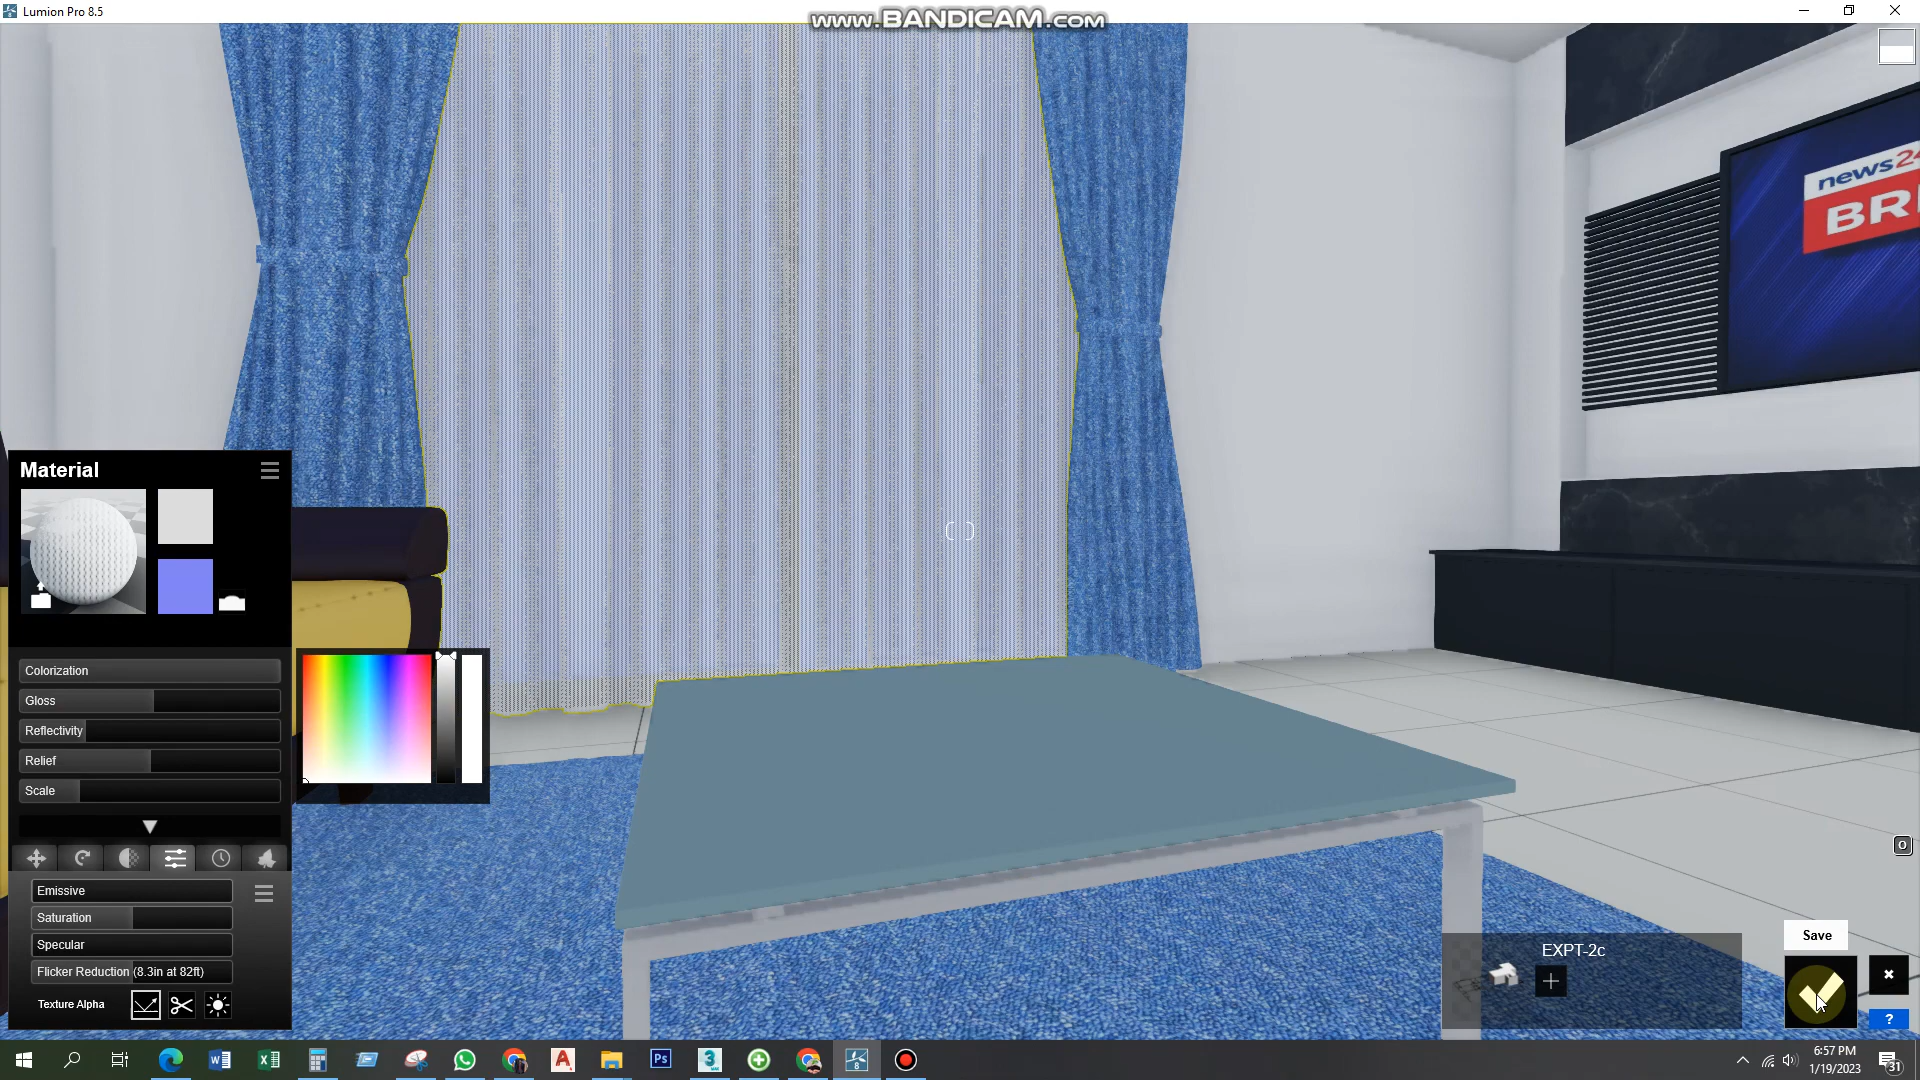 Lumion Pro 8.5
www.BANDICAM.com
news24
BR
Material
Colorization
Gloss
Reflectivity
Relief
Scale
Emissive
Saturation
Specular
Flicker Reduction (8.3in at 82ft)
Texture Alpha
O
EXPT-2c
Save
?
6:57 PM
1/19/2023
31